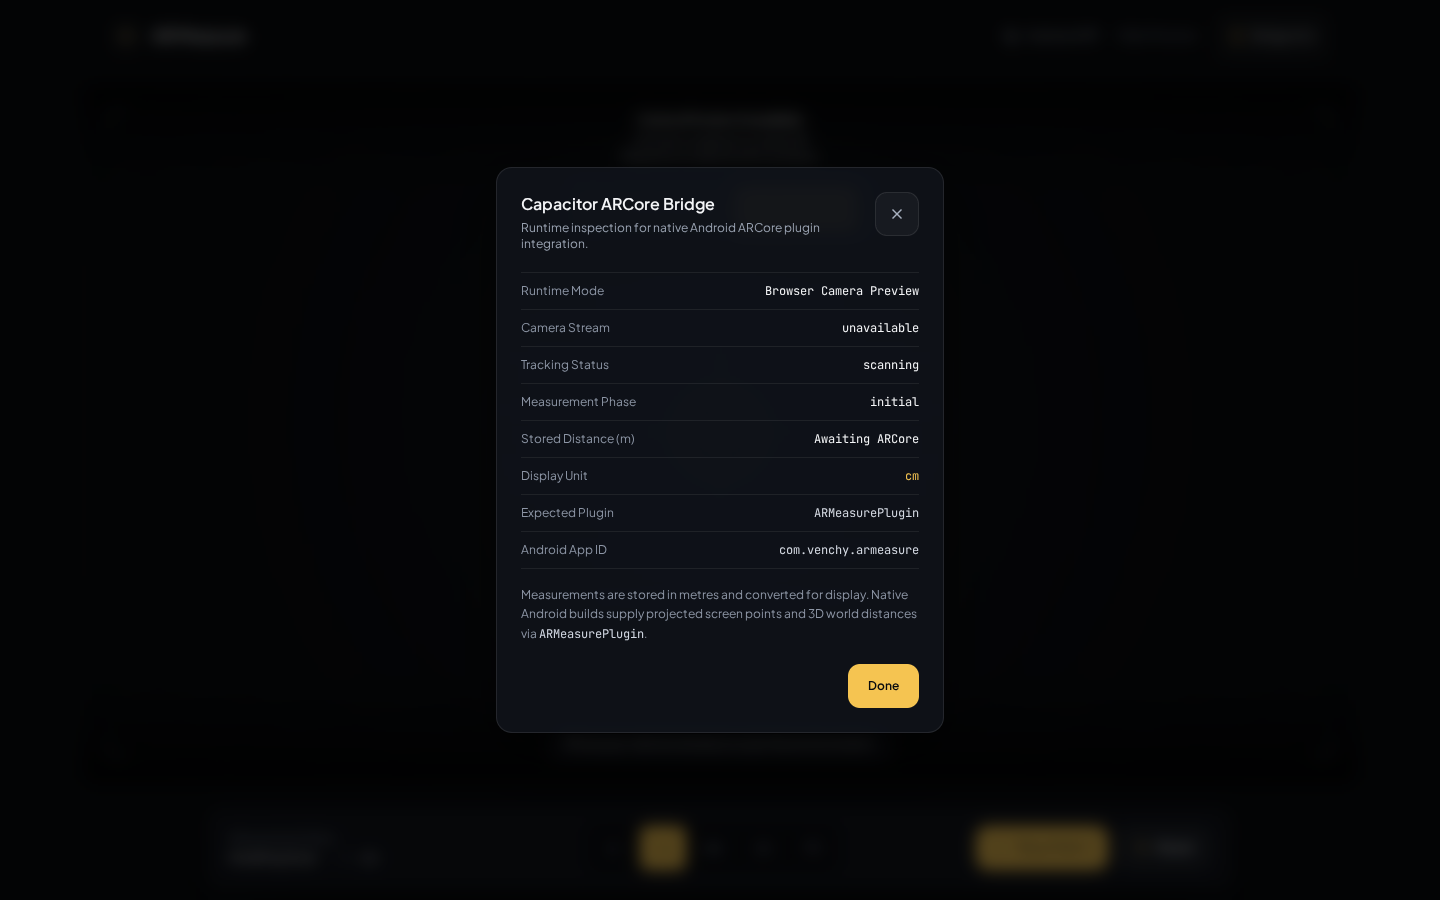 Capacitor ARCore Bridge
Runtime inspection for native Android ARCore plugin
integration.
Runtime Mode Browser Camera Preview
Camera Stream unavailable
Tracking Status scanning
Measurement Phase initial
Stored Distance (m) Awaiting ARCore
Display Unit cm
Expected Plugin ARMeasurePlugin
Android App ID com.venchy.armeasure
Measurements are stored in metres and converted for display. Native
Android builds supply projected screen points and 3D world distances
via ARMeasurePlugin.
Done